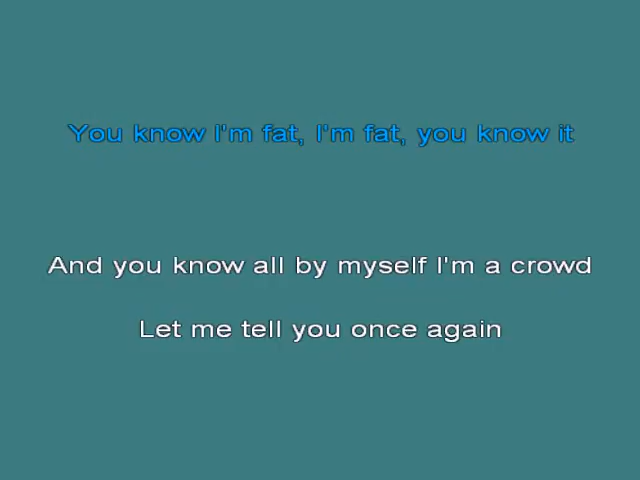 You know I'm fat, I'm fat, you know it
And you know all by myself I'm a crowd
Let me tell you once again